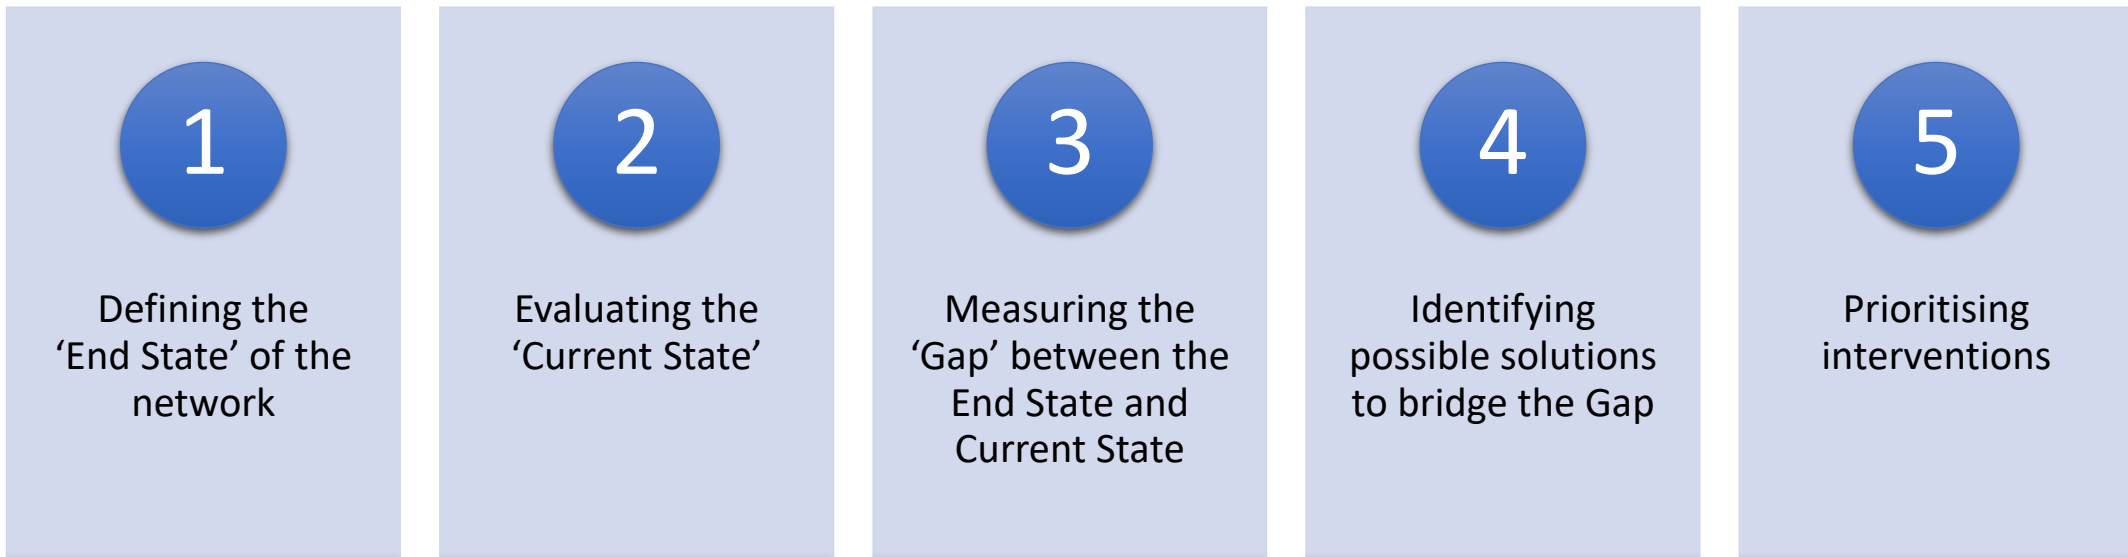 1
Defining the
‘End State’ of the
network
2
Evaluating the
‘Current State’
3
Measuring the
‘Gap’ between the
End State and
Current State
4
Identifying
possible solutions
to bridge the Gap
5
Prioritising
interventions